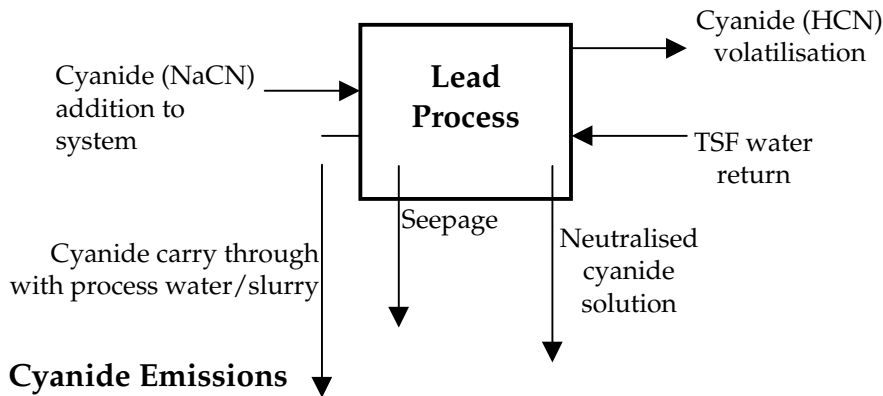 Cyanide (HCN)
volatilisation
Cyanide (NaCN)
addition to
system
Lead
Process
TSF water
return
Seepage
Cyanide carry through
with process water/slurry
Neutralised
cyanide
solution
Cyanide Emissions